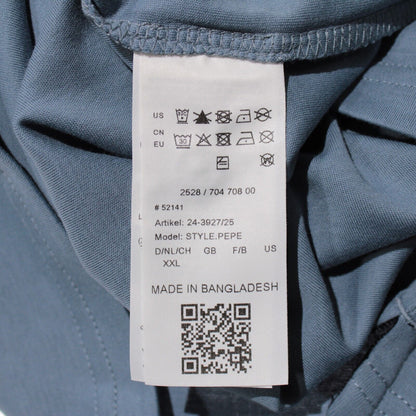 US
CN
EU
30
2528 / 704 708 00
# 52141
Artikel: 24-3927/25
Model: STYLE.PEPE
D/NL/CH GB F/B US
XXL
MADE IN BANGLADESH